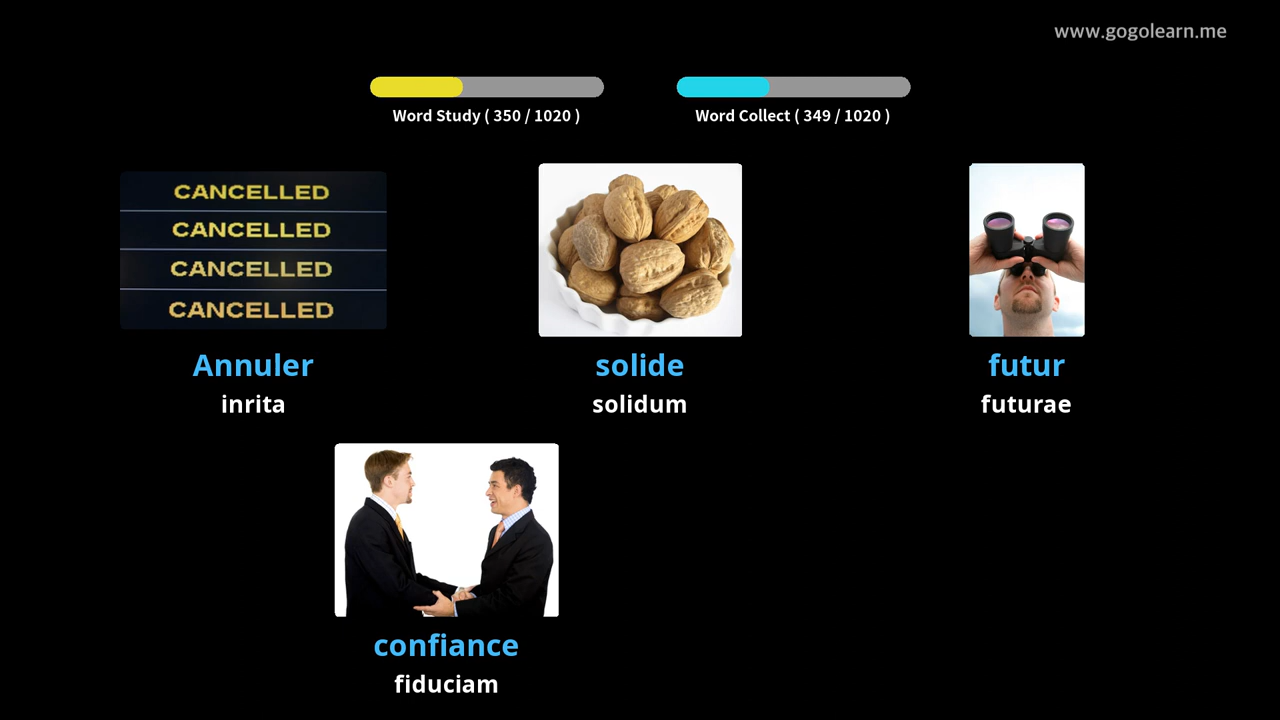 www.gogolearn.me
Word Study ( 350 / 1020 )
Word Collect ( 349 / 1020 )
CANCELLED
CANCELLED
CANCELLED
CANCELLED
Annuler
inrita
solide
solidum
futur
futurae
confiance
fiduciam